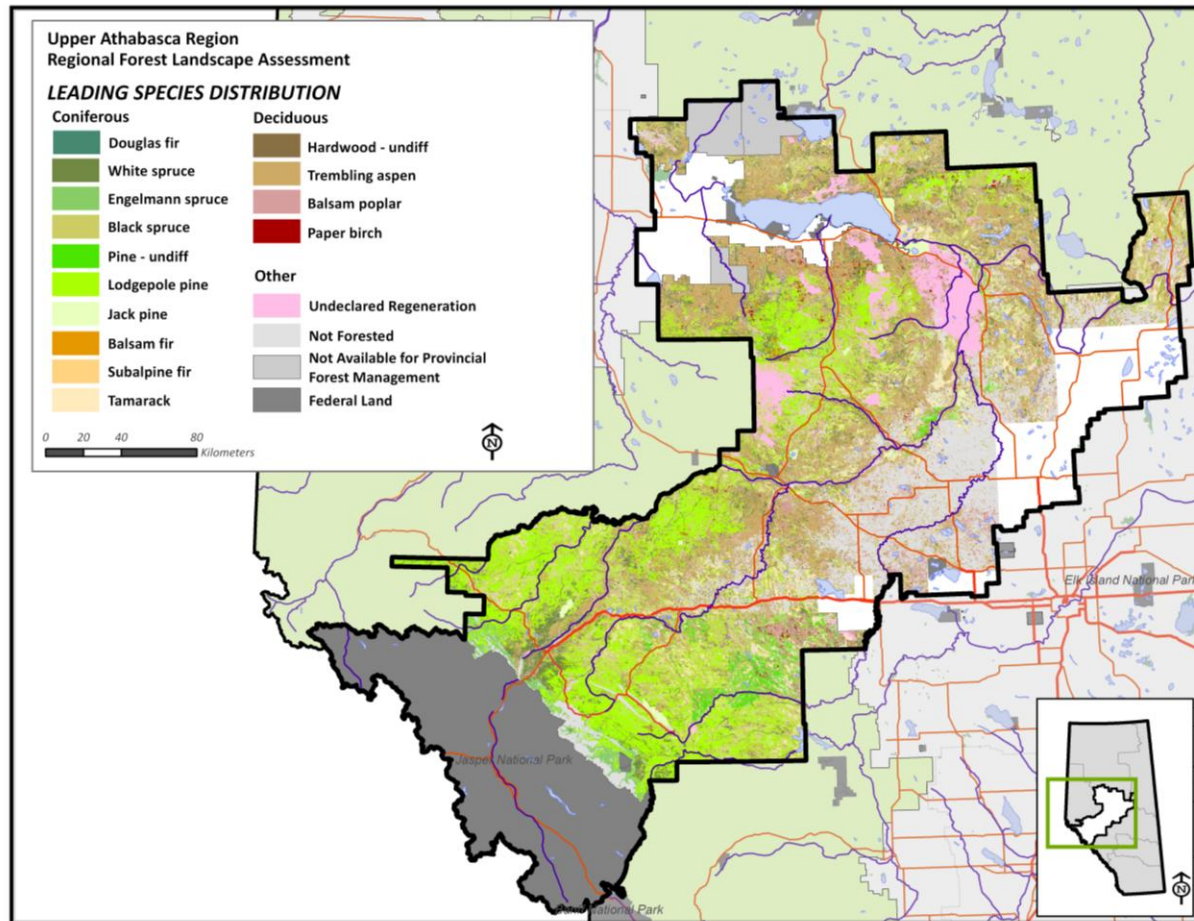 Upper Athabasca Region
Regional Forest Landscape Assessment
LEADING SPECIES DISTRIBUTION
Coniferous
Douglas fir
White spruce
Engelmann spruce
Black spruce
Pine - undiff
Lodgepole pine
Jack pine
Balsam fir
Subalpine fir
Tamarack
Deciduous
Hardwood - undiff
Trembling aspen
Balsam poplar
Paper birch
Other
Undeclared Regeneration
Not Forested
Not Available for Provincial
Forest Management
Federal Land
0 20 40 80
Kilometers
N
Elk Island National Park
Jasper National Park
Banff National Park
N